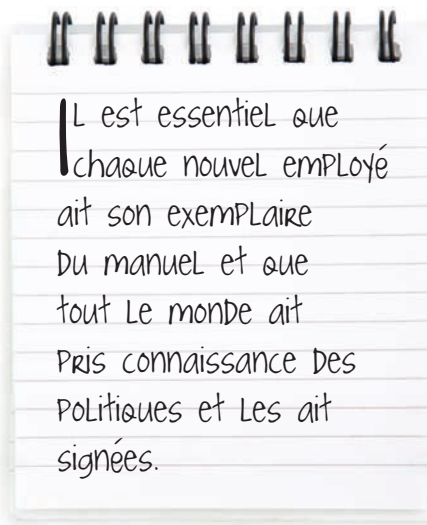 Il est essentiel que
chaque nouvel employé
ait son exemplaire
du manuel et que
tout le monde ait
pris connaissance des
politiques et les ait
signées.